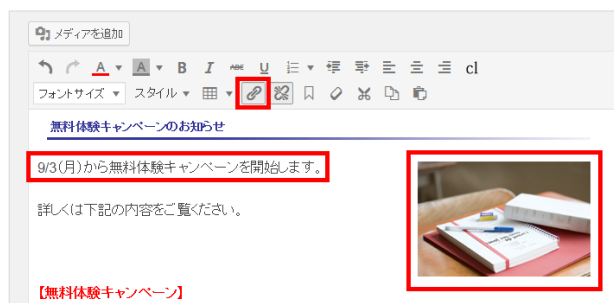 メディアを追加
A A B I ABC U cl
フォントサイズ スタイル
無料体験キャンペーンのお知らせ
9/3(月)から無料体験キャンペーンを開始します。
詳しくは下記の内容をご覧ください。
【無料体験キャンペーン】